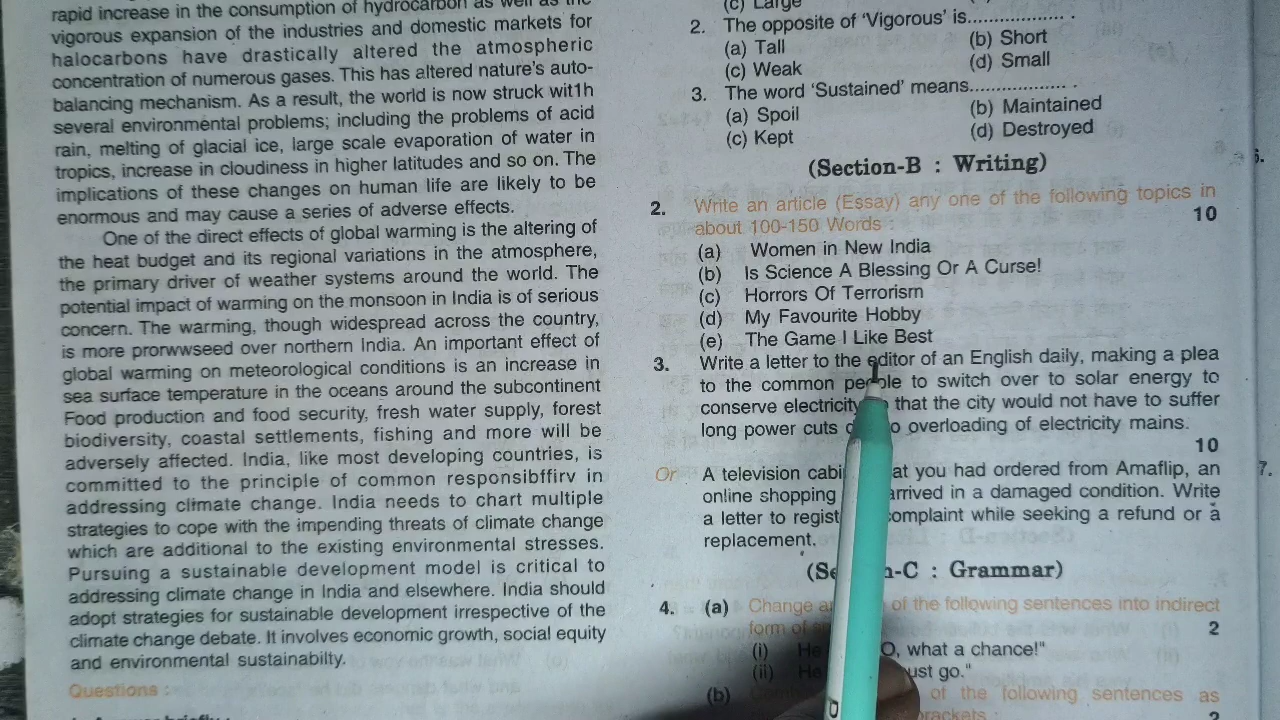 rapid increase in the consumption of hydrocarbon as well as the
vigorous expansion of the industries and domestic markets for
halocarbons have drastically altered the atmospheric
concentration of numerous gases. This has altered nature's auto-
balancing mechanism. As a result, the world is now struck wit1h
several environmental problems; including the problems of acid
rain, melting of glacial ice, large scale evaporation of water in
tropics, increase in cloudiness in higher latitudes and so on. The
implications of these changes on human life are likely to be
enormous and may cause a series of adverse effects.
One of the direct effects of global warming is the altering of
the heat budget and its regional variations in the atmosphere,
the primary driver of weather systems around the world. The
potential impact of warming on the monsoon in India is of serious
concern. The warming, though widespread across the country,
is more prorwwseed over northern India. An important effect of
global warming on meteorological conditions is an increase in
sea surface temperature in the oceans around the subcontinent
Food production and food security, fresh water supply, forest
biodiversity, coastal settlements, fishing and more will be
adversely affected. India, like most developing countries, is
committed to the principle of common responsibffirv in
addressing climate change. India needs to chart multiple
strategies to cope with the impending threats of climate change
which are additional to the existing environmental stresses.
Pursuing a sustainable development model is critical to
addressing climate change in India and elsewhere. India should
adopt strategies for sustainable development irrespective of the
climate change debate. It involves economic growth, social equity
and environmental sustainabilty.
Questions :
(c) Large
2. The opposite of 'Vigorous' is.................. .
(a) Tall (b) Short
(c) Weak (d) Small
3. The word 'Sustained' means.................. .
(a) Spoil (b) Maintained
(c) Kept (d) Destroyed
(Section-B : Writing)
2. Write an article (Essay) any one of the following topics in
about 100-150 Words : 10
(a) Women in New India
(b) Is Science A Blessing Or A Curse!
(c) Horrors Of Terrorism
(d) My Favourite Hobby
(e) The Game I Like Best
3. Write a letter to the editor of an English daily, making a plea
to the common people to switch over to solar energy to
conserve electricity that the city would not have to suffer
long power cuts overloading of electricity mains.
10
Or A television at you had ordered from Amaflip, an
online shopping arrived in a damaged condition. Write
a letter to complaint while seeking a refund or a
replacement.
-C : Grammar)
4. (a) Change of the following sentences into indirect
form of 2
(i) He O, what a chance!"
(ii) He go."
(b) of the following sentences as
2
6.
7.